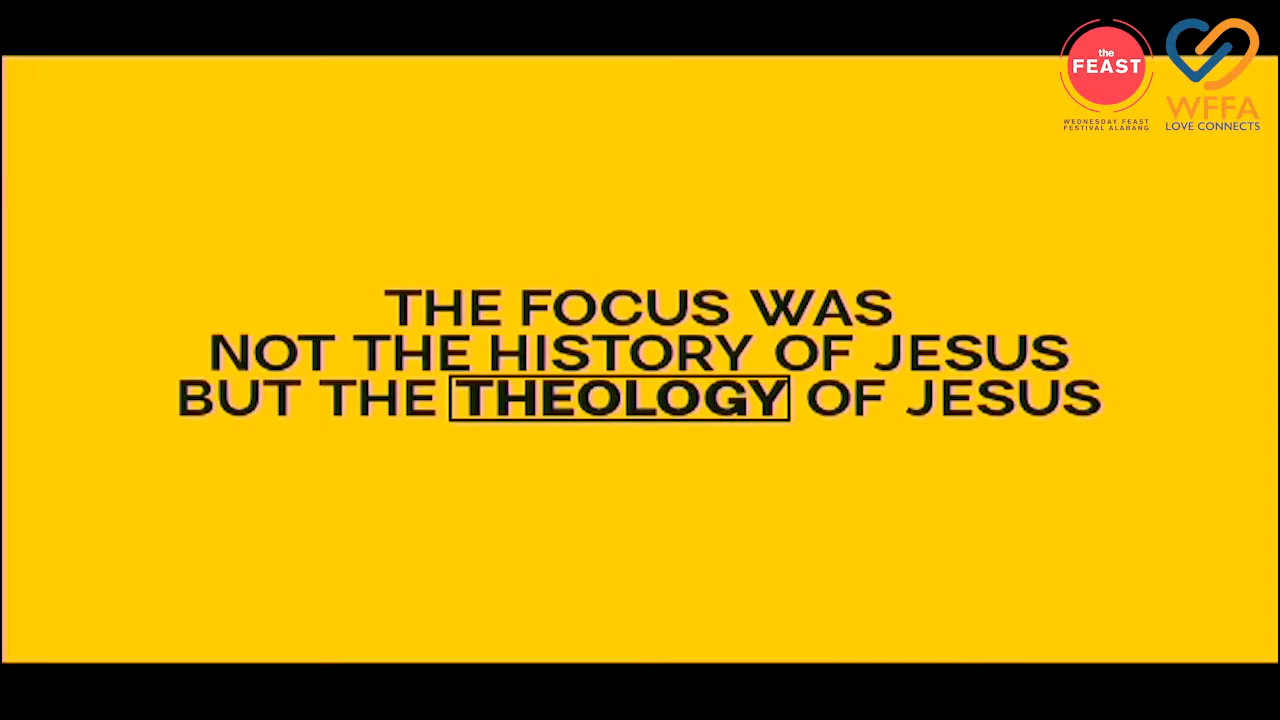 the
FEAST
WEDNESDAY FEAST
FESTIVAL ALABANG
WFFA
LOVE CONNECTS
THE FOCUS WAS
NOT THE HISTORY OF JESUS
BUT THE THEOLOGY OF JESUS